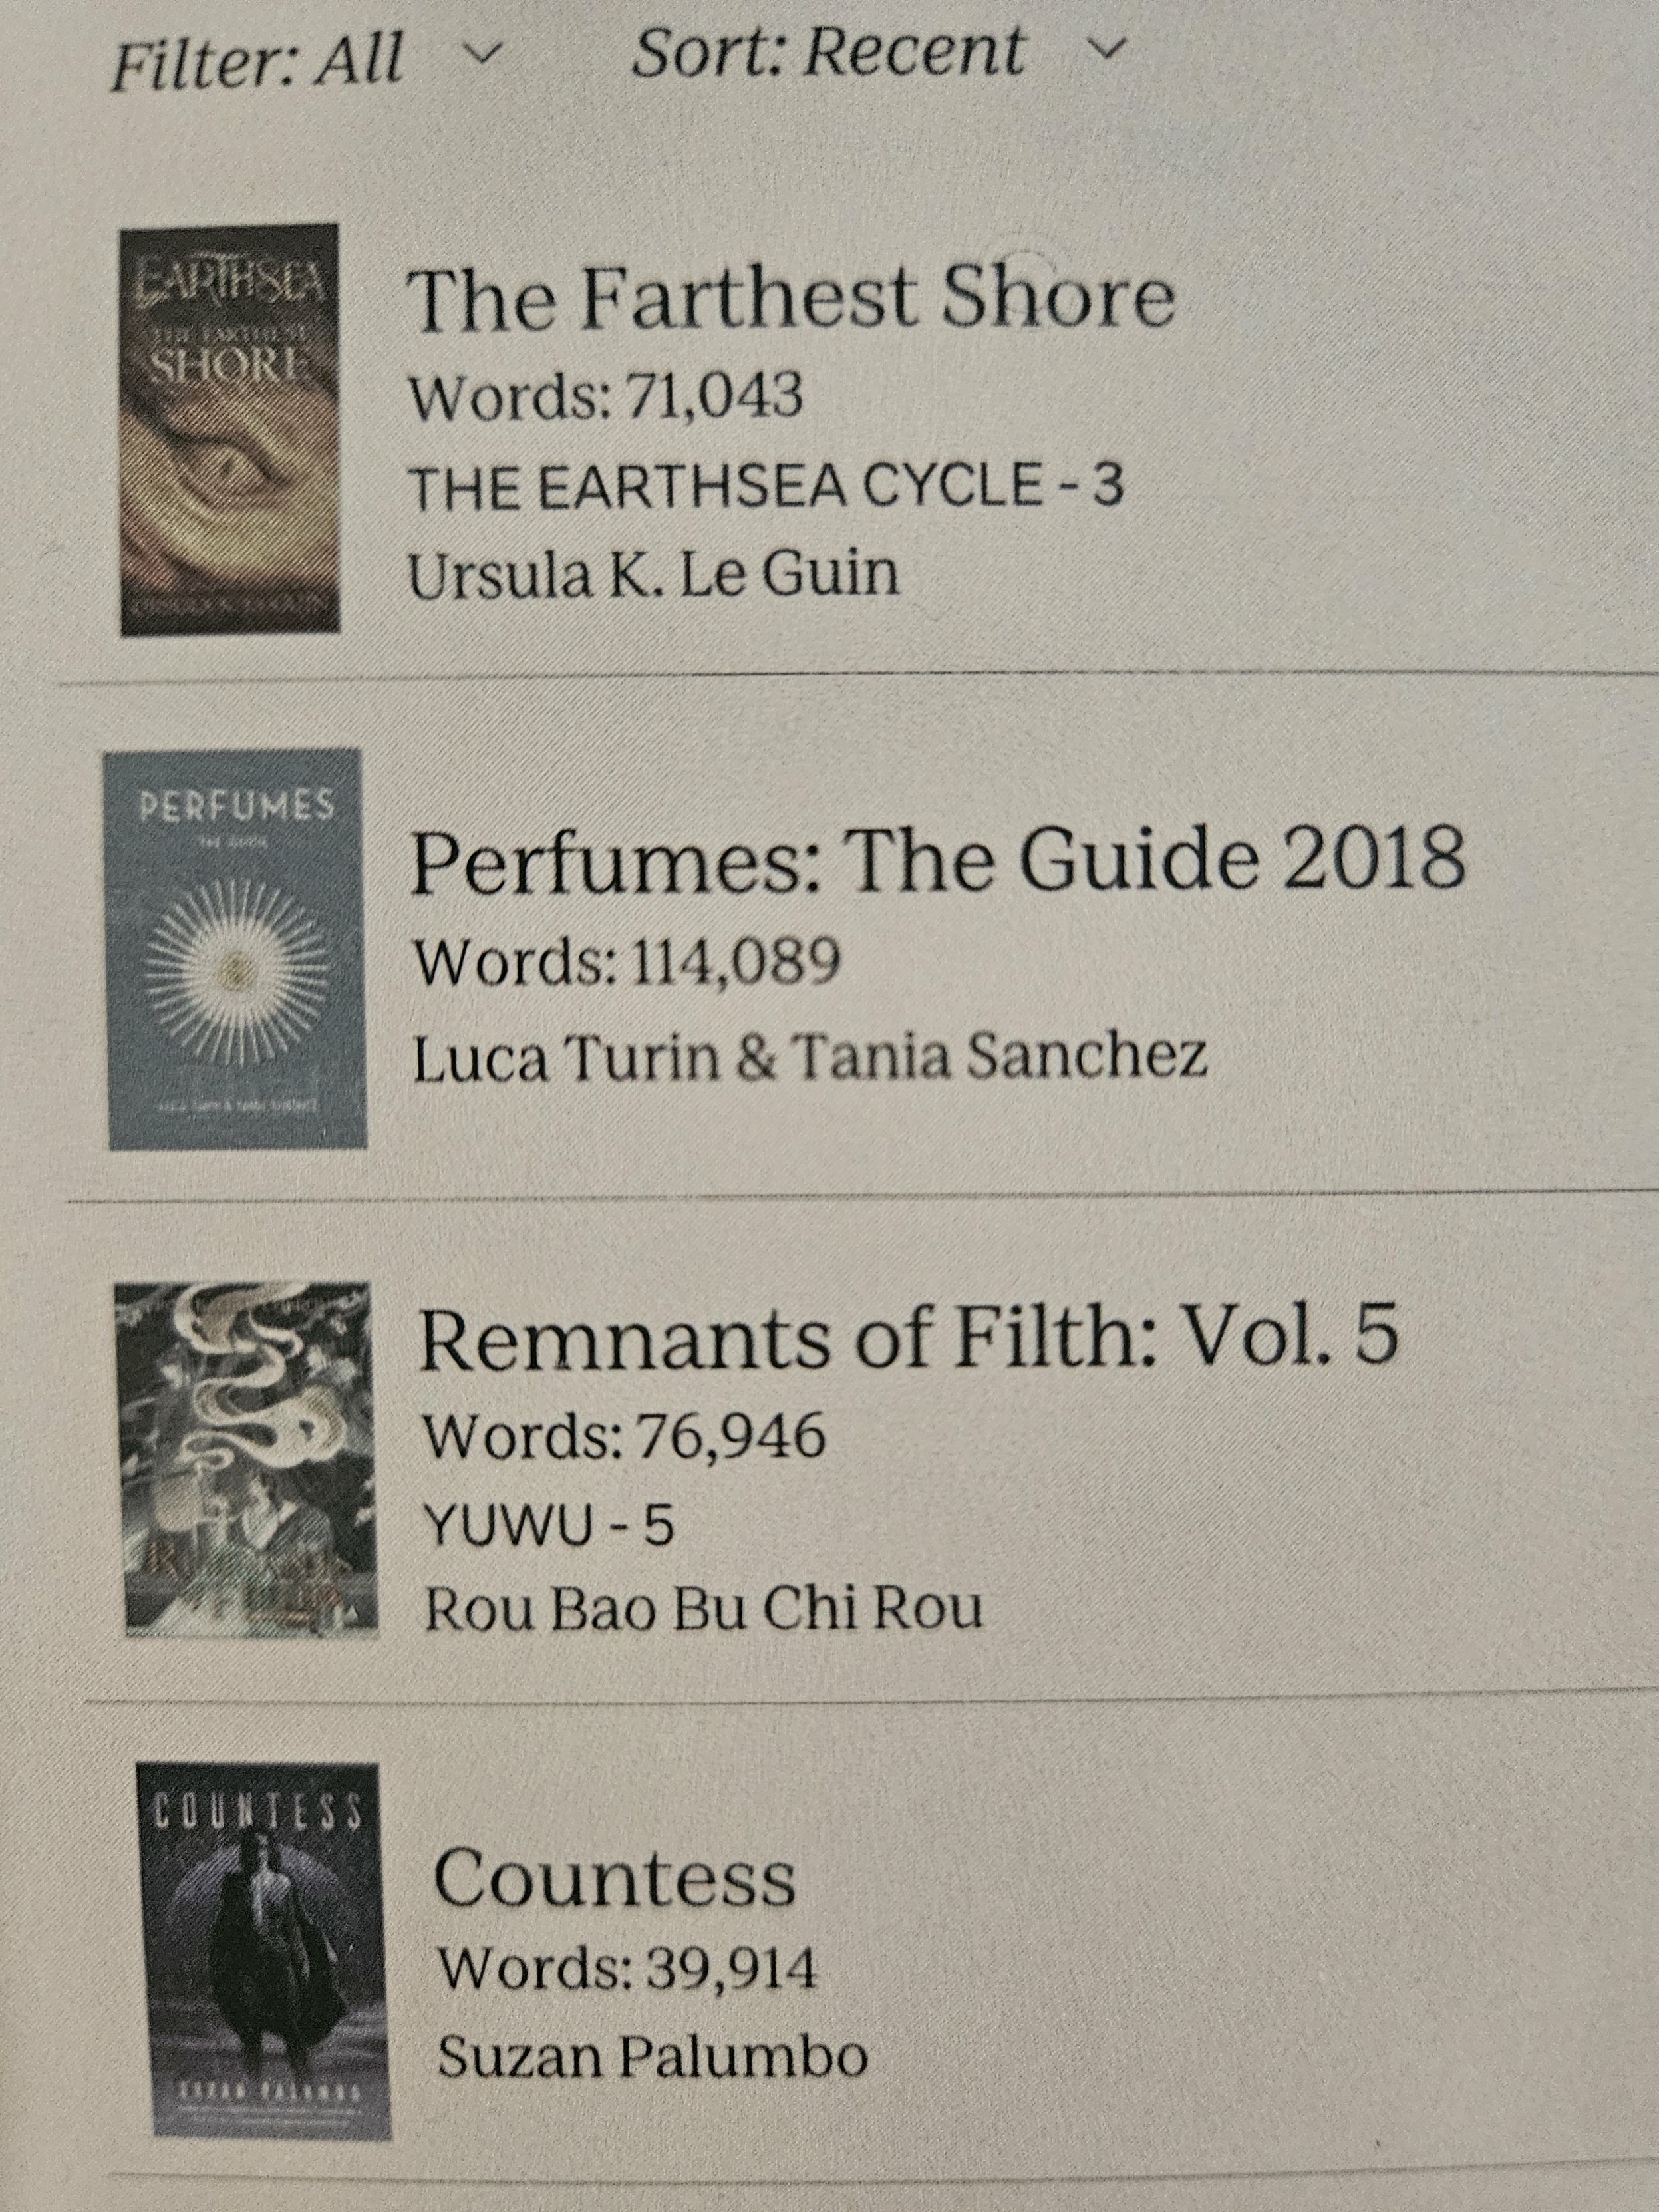 Filter: All Sort: Recent
EARTHSEA
THE FARTHEST
SHORE
The Farthest Shore
Words: 71,043
THE EARTHSEA CYCLE - 3
Ursula K. Le Guin
PERFUMES
THE GUIDE
Perfumes: The Guide 2018
Words: 114,089
Luca Turin & Tania Sanchez
Remnants of Filth: Vol. 5
Words: 76,946
YUWU - 5
Rou Bao Bu Chi Rou
COUNTESS
SUZAN PALUMBO
Countess
Words: 39,914
Suzan Palumbo